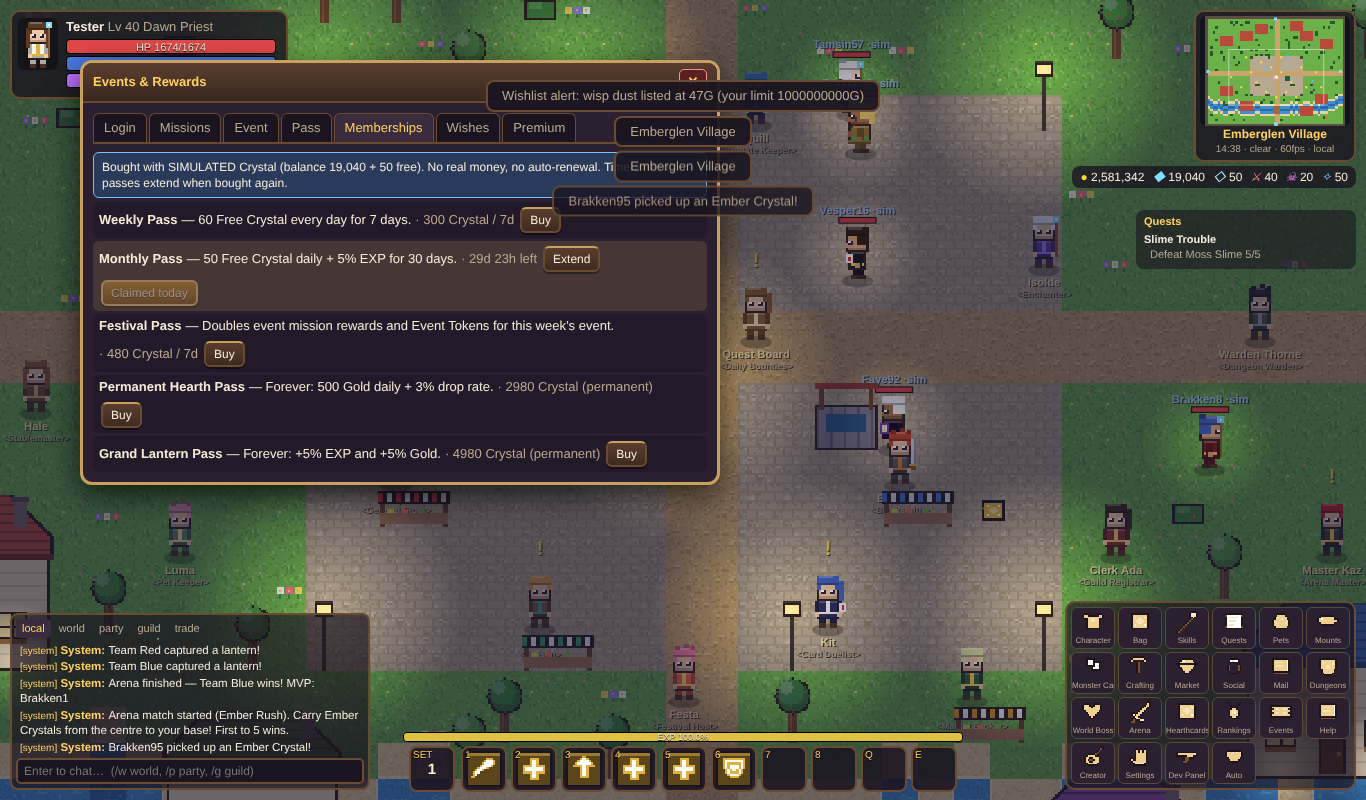 Tester Lv 40 Dawn Priest
HP 1674/1674
Events & Rewards
Login
Missions
Event
Pass
Memberships
Wishes
Premium
Bought with SIMULATED Crystal (balance 19,040 + 50 free). No real money, no auto-renewal.
passes extend when bought again.
Weekly Pass — 60 Free Crystal every day for 7 days. · 300 Crystal / 7d Buy
Monthly Pass — 50 Free Crystal daily + 5% EXP for 30 days. · 29d 23h left Extend
Claimed today
Festival Pass — Doubles event mission rewards and Event Tokens for this week's event.
· 480 Crystal / 7d Buy
Permanent Hearth Pass — Forever: 500 Gold daily + 3% drop rate. · 2980 Crystal (permanent)
Buy
Grand Lantern Pass — Forever: +5% EXP and +5% Gold. · 4980 Crystal (permanent) Buy
Wishlist alert: wisp dust listed at 47G (your limit 1000000000G)
Emberglen Village
Emberglen Village
Brakken95 picked up an Ember Crystal!
Tamsin57 ·sim
sim
Vesper16 ·sim
Isolde
<Enchanter>
Quest Board
<Daily Bounties>
Warden Thorne
<Dungeon Warden>
Faye92 ·sim
Brakken8 ·sim
Hale
<Stablemaster>
Luma
<Pet Keeper>
Kit
<Card Duelist>
Clerk Ada
<Guild Registrar>
Master Kaz
<Arena Master>
Festa
<Festival Host>
Emberglen Village
14:38 · clear · 60fps · local
2,581,342 19,040 50 40 20 50
Quests
Slime Trouble
Defeat Moss Slime 5/5
local world party guild trade
[system] System: Team Red captured a lantern!
[system] System: Team Blue captured a lantern!
[system] System: Arena finished — Team Blue wins! MVP:
Brakken1
[system] System: Arena match started (Ember Rush). Carry Ember
Crystals from the centre to your base! First to 5 wins.
[system] System: Brakken95 picked up an Ember Crystal!
Enter to chat… (/w world, /p party, /g guild)
EXP 100.0%
SET
1
1 2 3 4 5 6 7 8 Q E
Character Bag Skills Quests Pets Mounts
Monster Ca Crafting Market Social Mail Dungeons
World Boss Arena Hearthcards Rankings Events Help
Creator Settings Dev Panel Auto